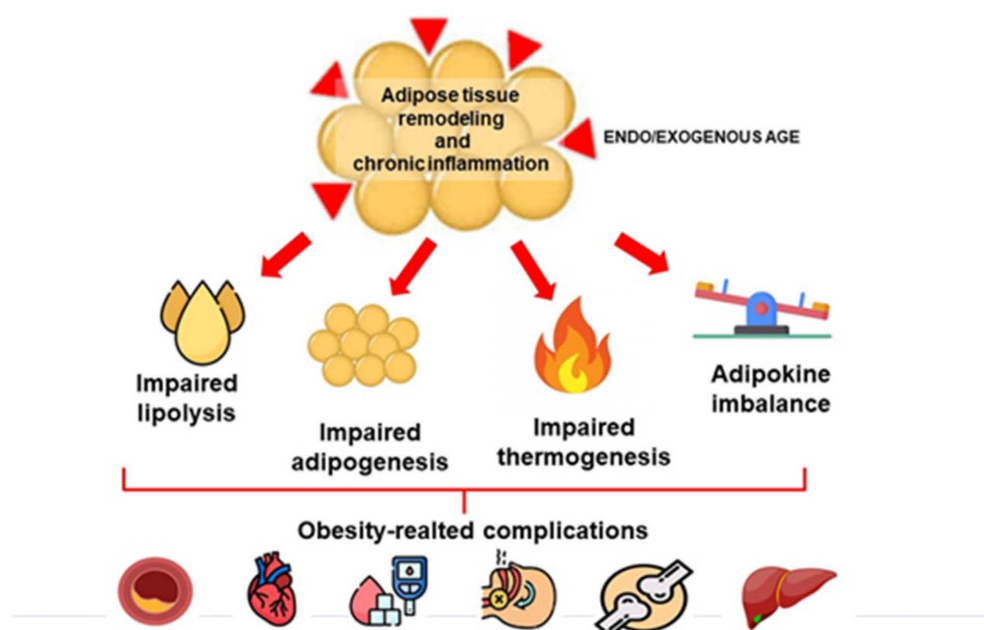 Adipose tissue
remodeling
and
chronic inflammation
ENDO/EXOGENOUS AGE
Impaired
lipolysis
Impaired
adipogenesis
Impaired
thermogenesis
Adipokine
imbalance
Obesity-realted complications